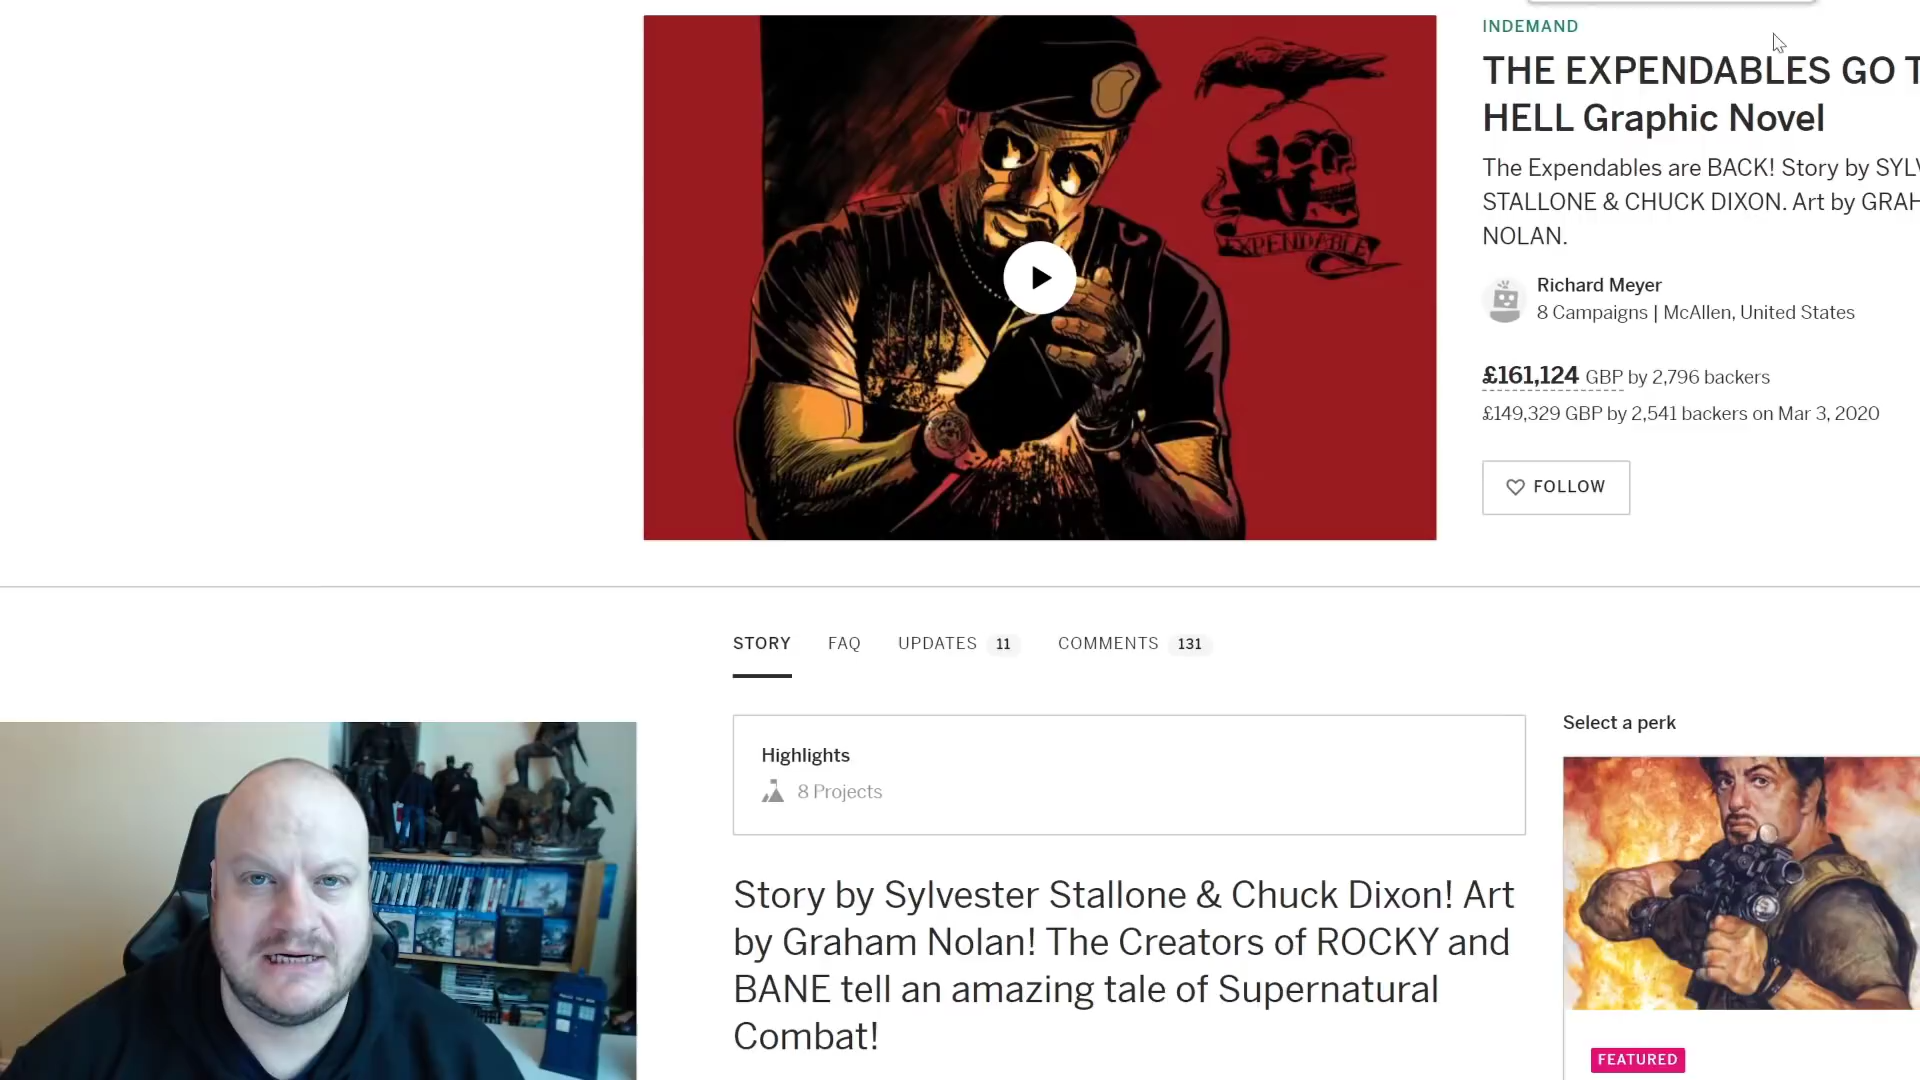 INDEMAND
THE EXPENDABLES GO T
HELL Graphic Novel
The Expendables are BACK! Story by SYLV
STALLONE & CHUCK DIXON. Art by GRAH
NOLAN.
Richard Meyer
8 Campaigns | McAllen, United States
£161,124 GBP by 2,796 backers
£149,329 GBP by 2,541 backers on Mar 3, 2020
FOLLOW
EXPENDABLE
STORY FAQ UPDATES 11 COMMENTS 131
Highlights
8 Projects
Select a perk
Story by Sylvester Stallone & Chuck Dixon! Art
by Graham Nolan! The Creators of ROCKY and
BANE tell an amazing tale of Supernatural
Combat!
FEATURED